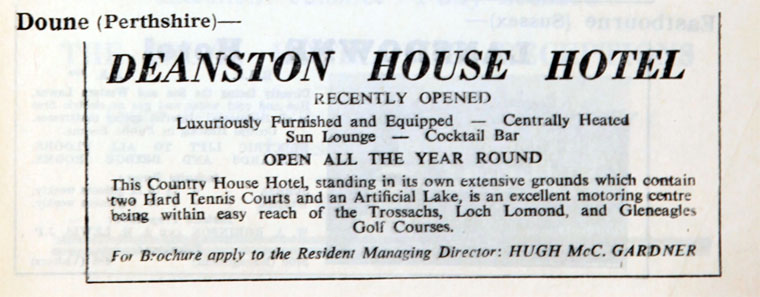 Doune (Perthshire)—
DEANSTON HOUSE HOTEL
RECENTLY OPENED
Luxuriously Furnished and Equipped — Centrally Heated
Sun Lounge — Cocktail Bar
OPEN ALL THE YEAR ROUND
This Country House Hotel, standing in its own extensive grounds which contain
two Hard Tennis Courts and an Artificial Lake, is an excellent motoring centre
being within easy reach of the Trossachs, Loch Lomond, and Gleneagles
Golf Courses.
For Brochure apply to the Resident Managing Director: HUGH McC. GARDNER